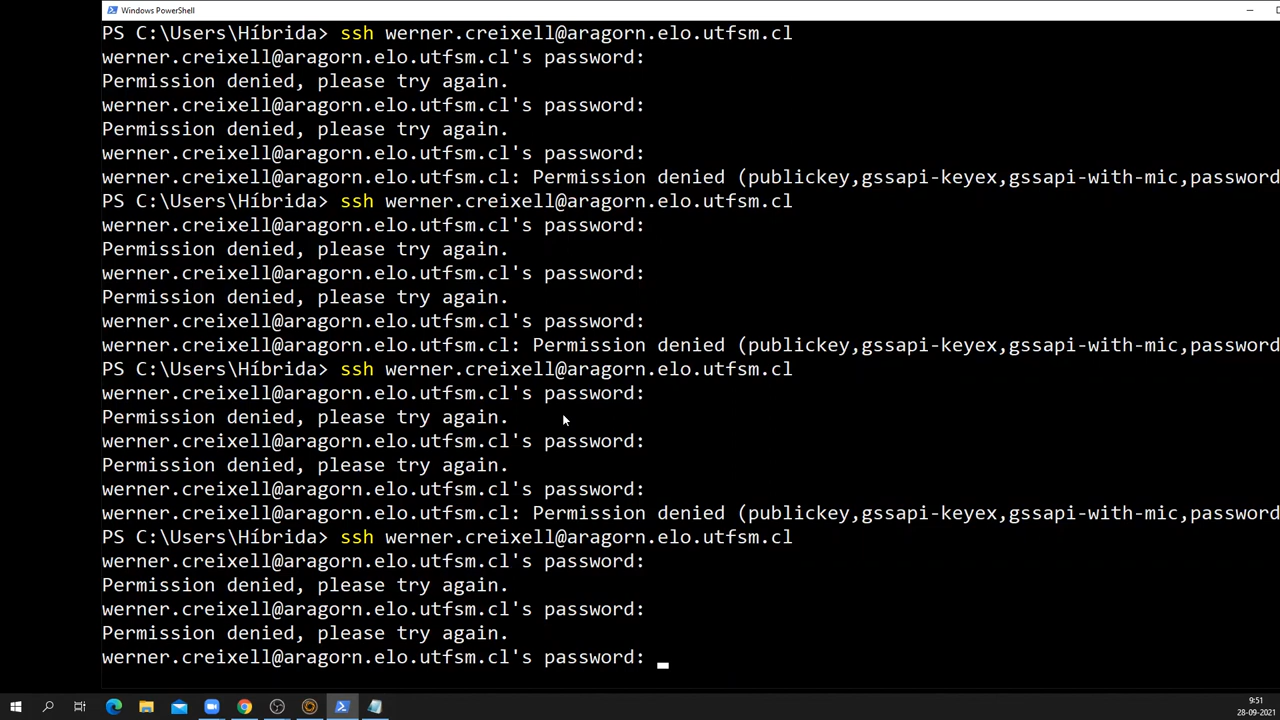 Windows PowerShell
PS C:\Users\Híbrida> ssh werner.creixell@aragorn.elo.utfsm.cl
werner.creixell@aragorn.elo.utfsm.cl's password:
Permission denied, please try again.
werner.creixell@aragorn.elo.utfsm.cl's password:
Permission denied, please try again.
werner.creixell@aragorn.elo.utfsm.cl's password:
werner.creixell@aragorn.elo.utfsm.cl: Permission denied (publickey,gssapi-keyex,gssapi-with-mic,password
PS C:\Users\Híbrida> ssh werner.creixell@aragorn.elo.utfsm.cl
werner.creixell@aragorn.elo.utfsm.cl's password:
Permission denied, please try again.
werner.creixell@aragorn.elo.utfsm.cl's password:
Permission denied, please try again.
werner.creixell@aragorn.elo.utfsm.cl's password:
werner.creixell@aragorn.elo.utfsm.cl: Permission denied (publickey,gssapi-keyex,gssapi-with-mic,password
PS C:\Users\Híbrida> ssh werner.creixell@aragorn.elo.utfsm.cl
werner.creixell@aragorn.elo.utfsm.cl's password:
Permission denied, please try again.
werner.creixell@aragorn.elo.utfsm.cl's password:
Permission denied, please try again.
werner.creixell@aragorn.elo.utfsm.cl's password:
werner.creixell@aragorn.elo.utfsm.cl: Permission denied (publickey,gssapi-keyex,gssapi-with-mic,password
PS C:\Users\Híbrida> ssh werner.creixell@aragorn.elo.utfsm.cl
werner.creixell@aragorn.elo.utfsm.cl's password:
Permission denied, please try again.
werner.creixell@aragorn.elo.utfsm.cl's password:
Permission denied, please try again.
werner.creixell@aragorn.elo.utfsm.cl's password:
9:51
28-09-2021